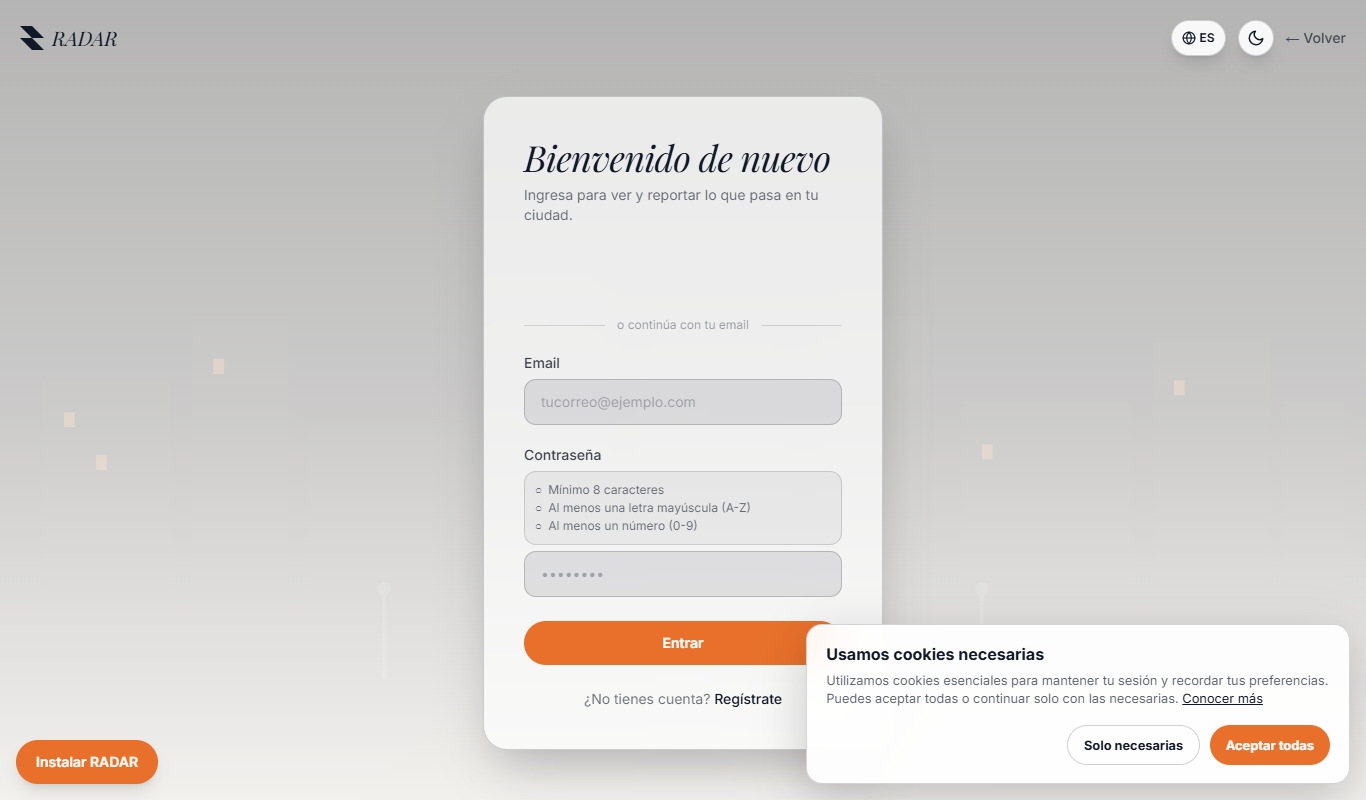 RADAR
ES
← Volver
Bienvenido de nuevo
Ingresa para ver y reportar lo que pasa en tu
ciudad.
o continúa con tu email
Email
tucorreo@ejemplo.com
Contraseña
○ Mínimo 8 caracteres
○ Al menos una letra mayúscula (A-Z)
○ Al menos un número (0-9)
••••••••
Entrar
¿No tienes cuenta? Regístrate
Usamos cookies necesarias
Utilizamos cookies esenciales para mantener tu sesión y recordar tus preferencias.
Puedes aceptar todas o continuar solo con las necesarias. Conocer más
Solo necesarias
Aceptar todas
Instalar RADAR